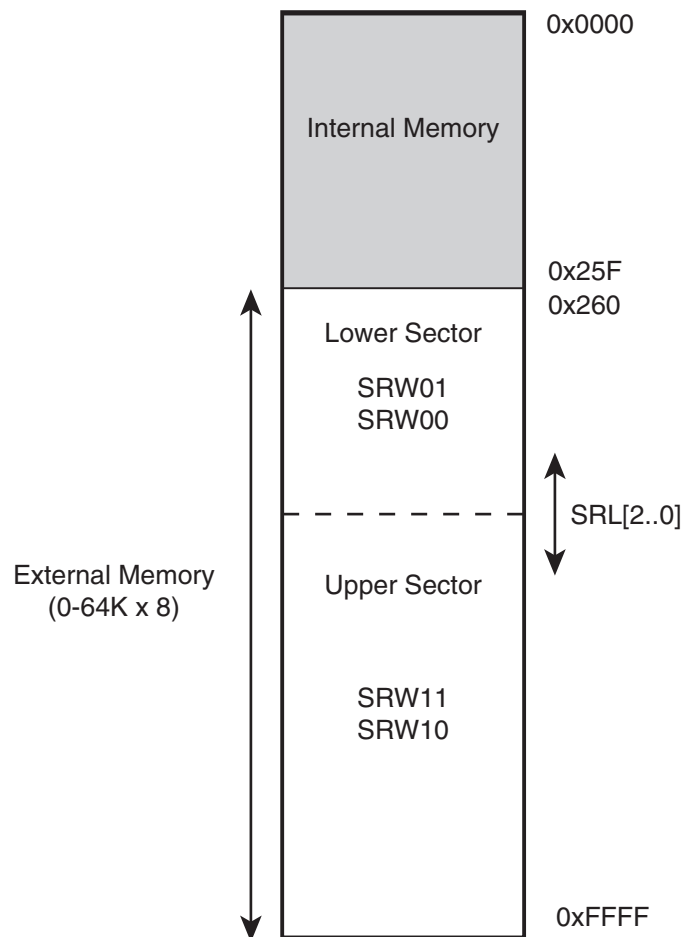 0x0000
Internal Memory
0x25F
0x260
Lower Sector
SRW01
SRW00
SRL[2..0]
External Memory
(0-64K x 8)
Upper Sector
SRW11
SRW10
0xFFFF